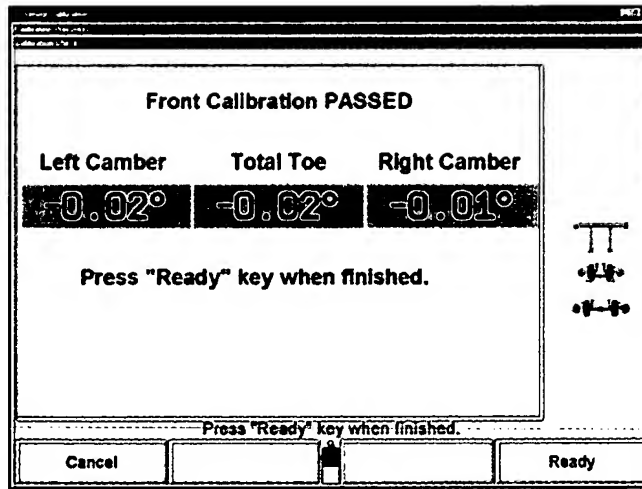 Front Calibration PASSED
Left Camber Total Toe Right Camber
-0.02° -0.02° -0.01°
Press "Ready" key when finished.
Press "Ready" key when finished.
Cancel Ready